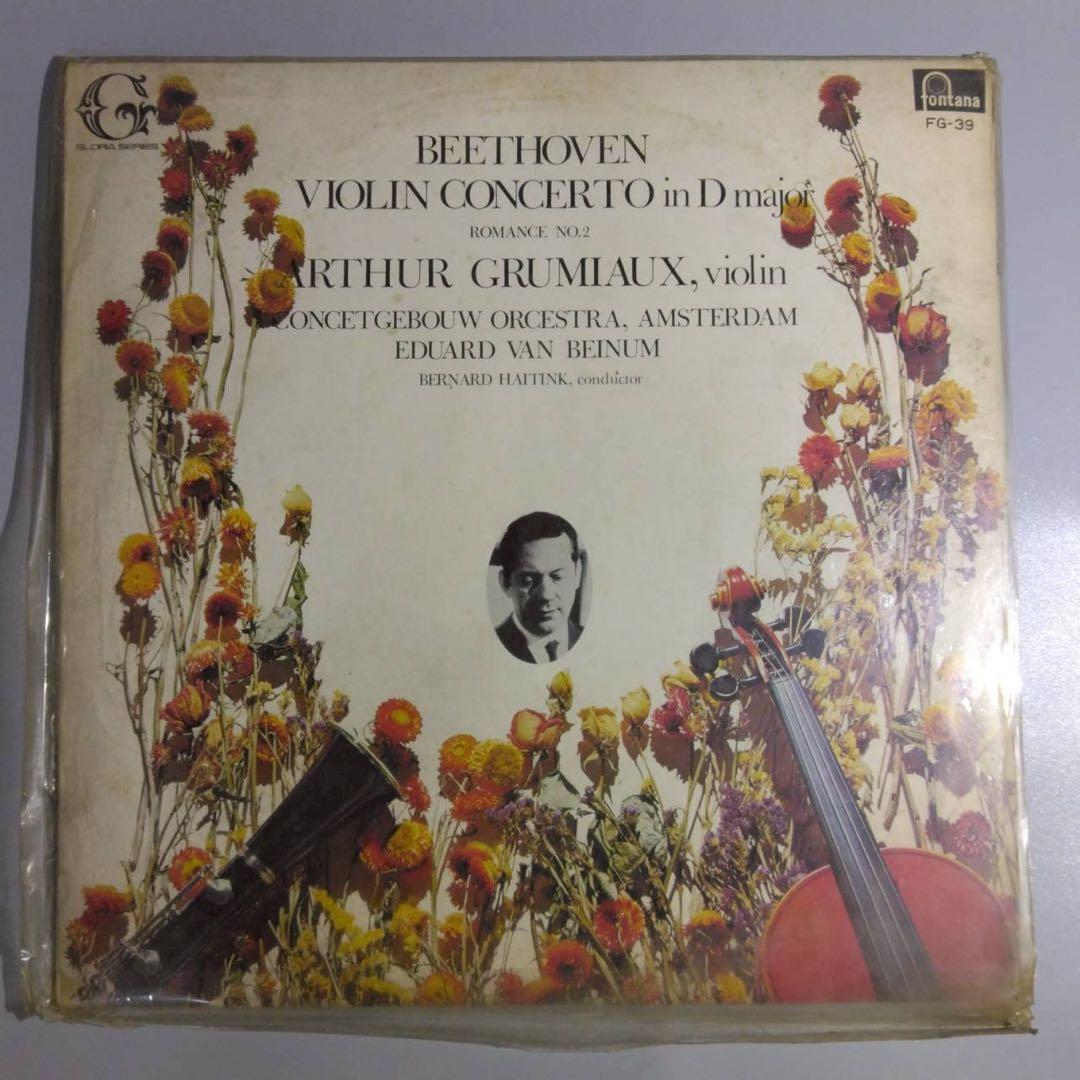 G
GLORIA SERIES
fontana
FG-39
BEETHOVEN
VIOLIN CONCERTO in D major
ROMANCE NO.2
ARTHUR GRUMIAUX, violin
CONCETGEBOUW ORCESTRA, AMSTERDAM
EDUARD VAN BEINUM
BERNARD HAITINK, conductor